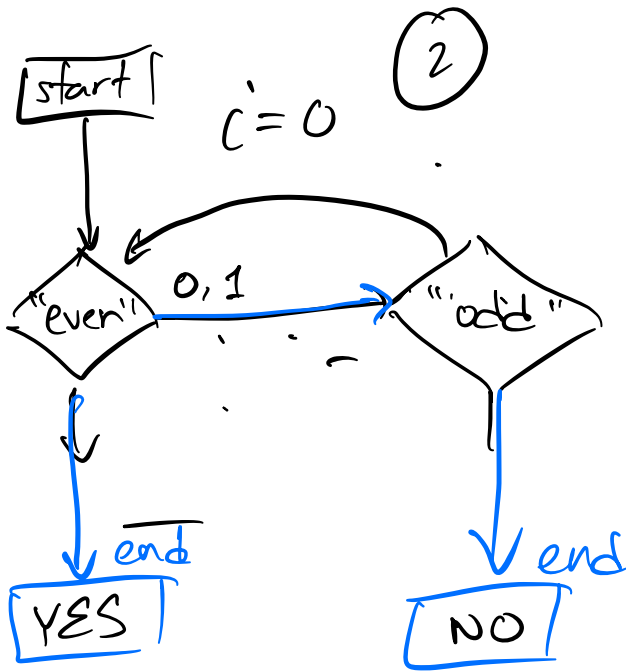 start
2
i = 0
0, 1
"even"
"odd"
end
end
YES
NO